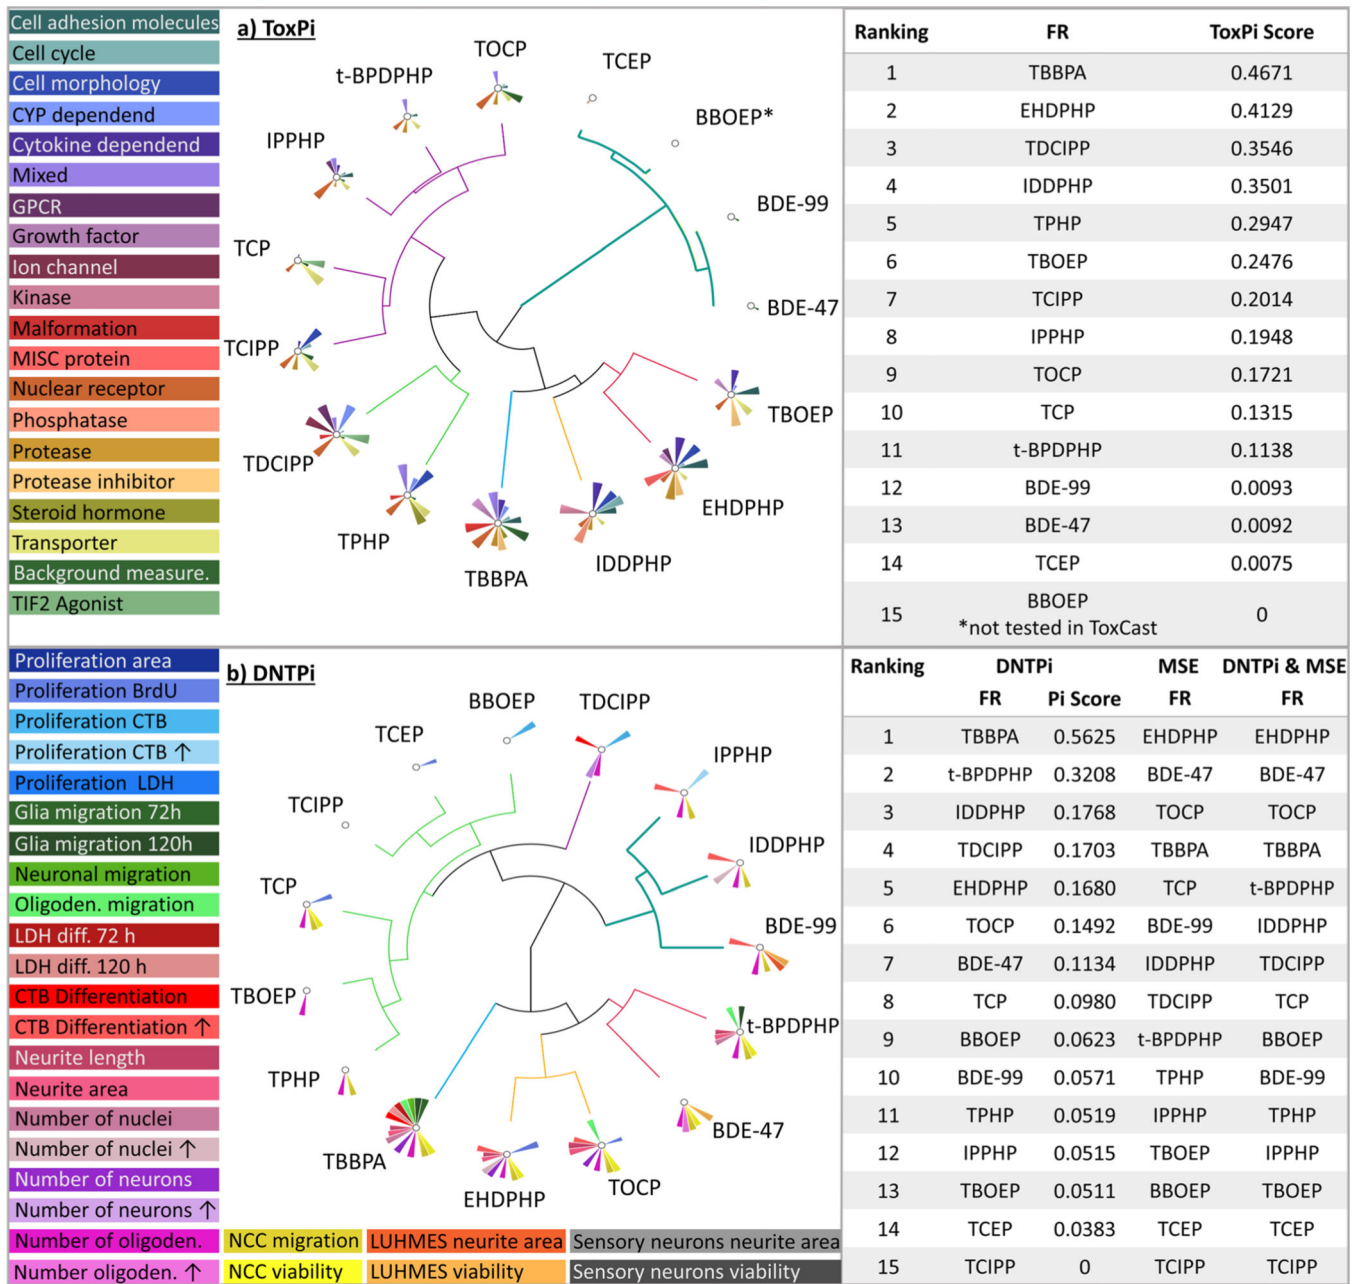 Cell adhesion molecules
Cell cycle
Cell morphology
CYP dependend
Cytokine dependend
Mixed
GPCR
Growth factor
Ion channel
Kinase
Malformation
MISC protein
Nuclear receptor
Phosphatase
Protease
Protease inhibitor
Steroid hormone
Transporter
Background measure.
TIF2 Agonist
a) ToxPi
TOCP
TCEP
t-BPDPHP
BBOEP*
IPPHP
BDE-99
TCP
BDE-47
TCIPP
TBOEP
TDCIPP
EHDPHP
TPHP
IDDPHP
TBBPA
Ranking FR ToxPi Score
1 TBBPA 0.4671
2 EHDPHP 0.4129
3 TDCIPP 0.3546
4 IDDPHP 0.3501
5 TPHP 0.2947
6 TBOEP 0.2476
7 TCIPP 0.2014
8 IPPHP 0.1948
9 TOCP 0.1721
10 TCP 0.1315
11 t-BPDPHP 0.1138
12 BDE-99 0.0093
13 BDE-47 0.0092
14 TCEP 0.0075
15 BBOEP 0
*not tested in ToxCast
Proliferation area
Proliferation BrdU
Proliferation CTB
Proliferation CTB ↑
Proliferation LDH
Glia migration 72h
Glia migration 120h
Neuronal migration
Oligoden. migration
LDH diff. 72 h
LDH diff. 120 h
CTB Differentiation
CTB Differentiation ↑
Neurite length
Neurite area
Number of nuclei
Number of nuclei ↑
Number of neurons
Number of neurons ↑
Number of oligoden.
Number oligoden. ↑
b) DNTPi
BBOEP
TDCIPP
TCEP
IPPHP
TCIPP
IDDPHP
TCP
BDE-99
TBOEP
t-BPDPHP
TPHP
BDE-47
TBBPA
EHDPHP
TOCP
NCC migration
LUHMES neurite area
Sensory neurons neurite area
NCC viability
LUHMES viability
Sensory neurons viability
Ranking DNTPi MSE DNTPi & MSE
FR Pi Score FR FR
1 TBBPA 0.5625 EHDPHP EHDPHP
2 t-BPDPHP 0.3208 BDE-47 BDE-47
3 IDDPHP 0.1768 TOCP TOCP
4 TDCIPP 0.1703 TBBPA TBBPA
5 EHDPHP 0.1680 TCP t-BPDPHP
6 TOCP 0.1492 BDE-99 IDDPHP
7 BDE-47 0.1134 IDDPHP TDCIPP
8 TCP 0.0980 TDCIPP TCP
9 BBOEP 0.0623 t-BPDPHP BBOEP
10 BDE-99 0.0571 TPHP BDE-99
11 TPHP 0.0519 IPPHP TPHP
12 IPPHP 0.0515 TBOEP IPPHP
13 TBOEP 0.0511 BBOEP TBOEP
14 TCEP 0.0383 TCEP TCEP
15 TCIPP 0 TCIPP TCIPP